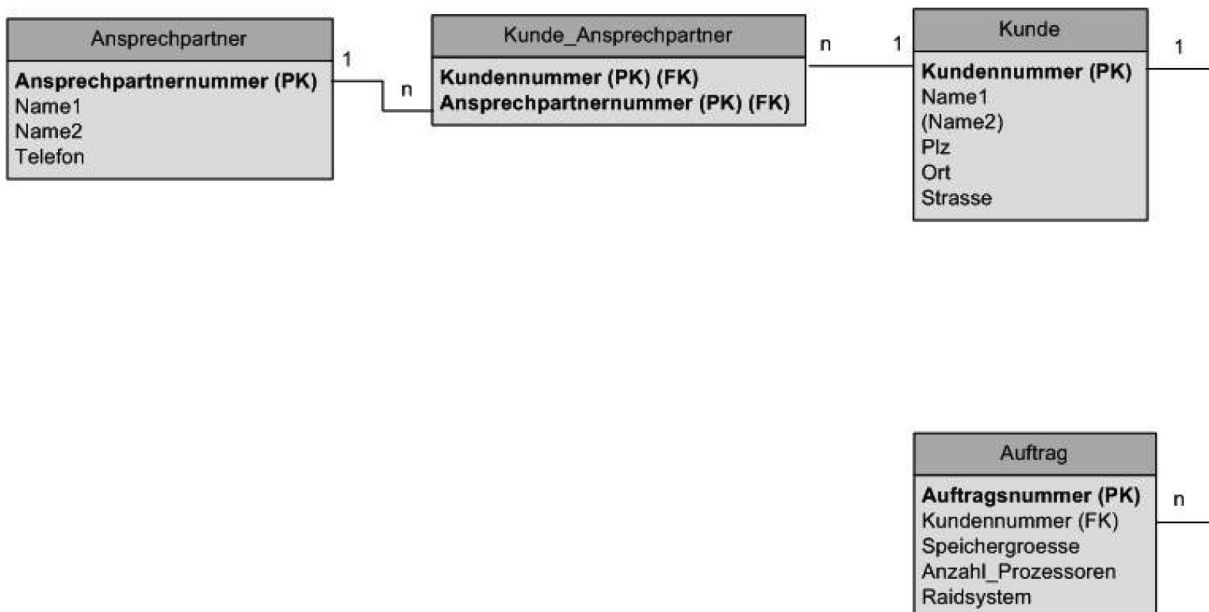 Ansprechpartner
Ansprechpartnernummer (PK)
Name1
Name2
Telefon
1
n
Kunde_Ansprechpartner
Kundennummer (PK) (FK)
Ansprechpartnernummer (PK) (FK)
n
1
Kunde
Kundennummer (PK)
Name1
(Name2)
Plz
Ort
Strasse
1
Auftrag
Auftragsnummer (PK)
Kundennummer (FK)
Speichergroesse
Anzahl_Prozessoren
Raidsystem
n